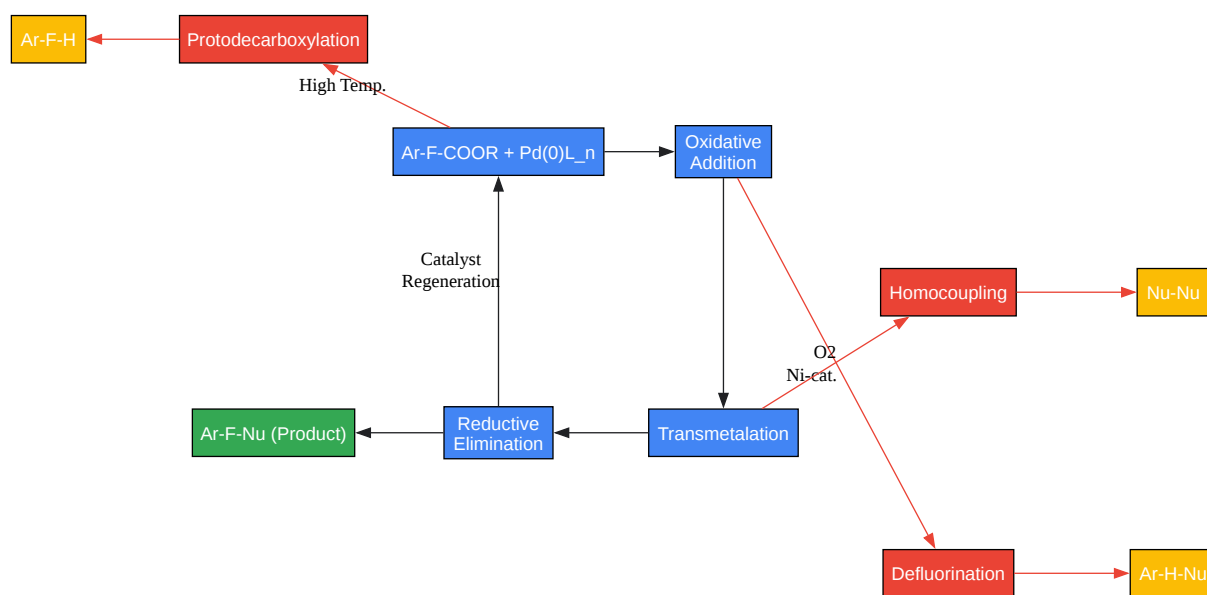 Ar-F-H
Protodecarboxylation
High Temp.
Ar-F-COOR + Pd(0)L_n
Oxidative
Addition
Catalyst
Regeneration
Homocoupling
Nu-Nu
O2
Ni-cat.
Ar-F-Nu (Product)
Reductive
Elimination
Transmetalation
Defluorination
Ar-H-Nu